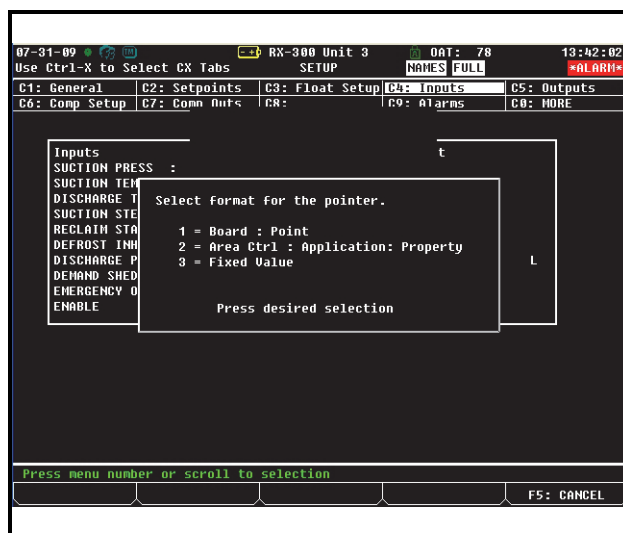 07-31-09 RX-300 Unit 3 OAT: 78 13:42:02
Use Ctrl-X to Select CX Tabs SETUP NAMES FULL *ALARM*
C1: General C2: Setpoints C3: Float Setup C4: Inputs C5: Outputs
C6: Comp Setup C7: Comp Outs C8: C9: Alarms C0: MORE
Inputs t
SUCTION PRESS :
SUCTION TEM
DISCHARGE T
SUCTION STE
RECLAIM STA
DEFROST INH
DISCHARGE P L
DEMAND SHED
EMERGENCY O
ENABLE
Select format for the pointer.
1 = Board : Point
2 = Area Ctrl : Application: Property
3 = Fixed Value
Press desired selection
Press menu number or scroll to selection
F5: CANCEL